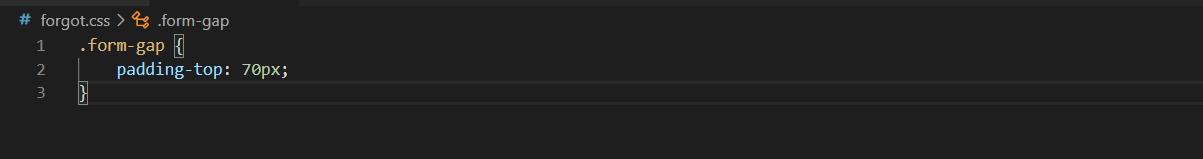 # forgot.css > .form-gap
1 .form-gap {
2 padding-top: 70px;
3 }